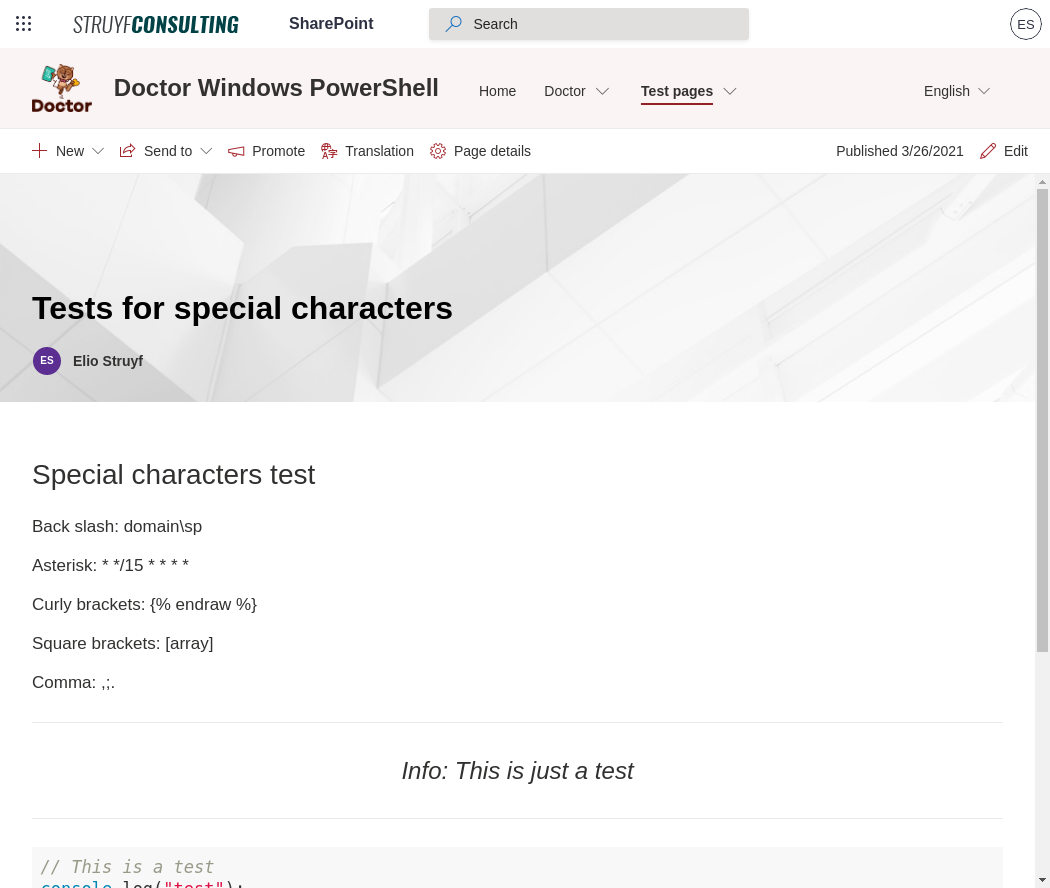 STRUYFCONSULTING SharePoint Search ES
Doctor Doctor Windows PowerShell Home Doctor Test pages English
New Send to Promote Translation Page details Published 3/26/2021 Edit
Tests for special characters
ES Elio Struyf
Special characters test
Back slash: domain\sp
Asterisk: * */15 * * * *
Curly brackets: {% endraw %}
Square brackets: [array]
Comma: ,;.
Info: This is just a test
// This is a test
console.log("test");